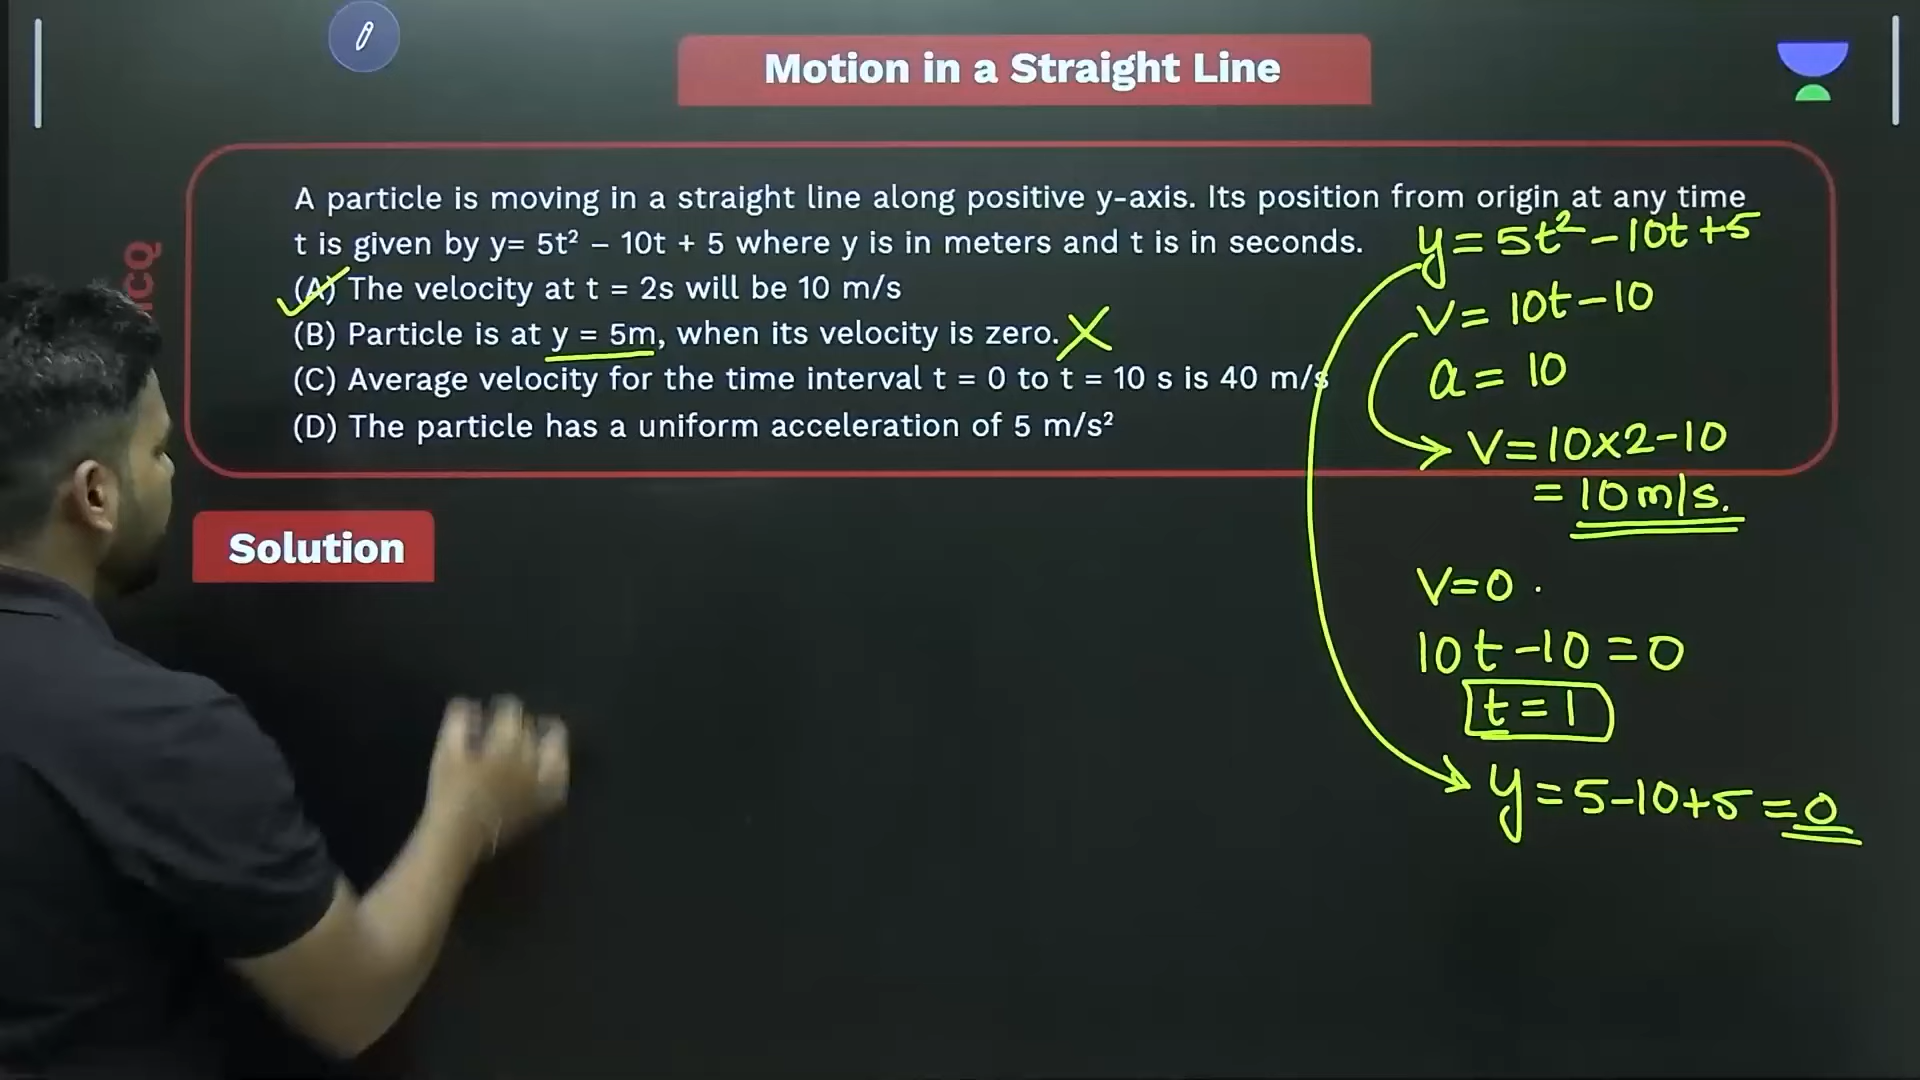 Motion in a Straight Line
A particle is moving in a straight line along positive y-axis. Its position from origin at any time
t is given by y= 5t² – 10t + 5 where y is in meters and t is in seconds.
(A) The velocity at t = 2s will be 10 m/s
(B) Particle is at y = 5m, when its velocity is zero.
(C) Average velocity for the time interval t = 0 to t = 10 s is 40 m/s
(D) The particle has a uniform acceleration of 5 m/s²
Solution
y = 5t² – 10t + 5
V = 10t – 10
a = 10
V = 10x2 – 10
= 10m/s.
V=0
10t – 10 = 0
t = 1
y = 5 – 10 + 5 = 0